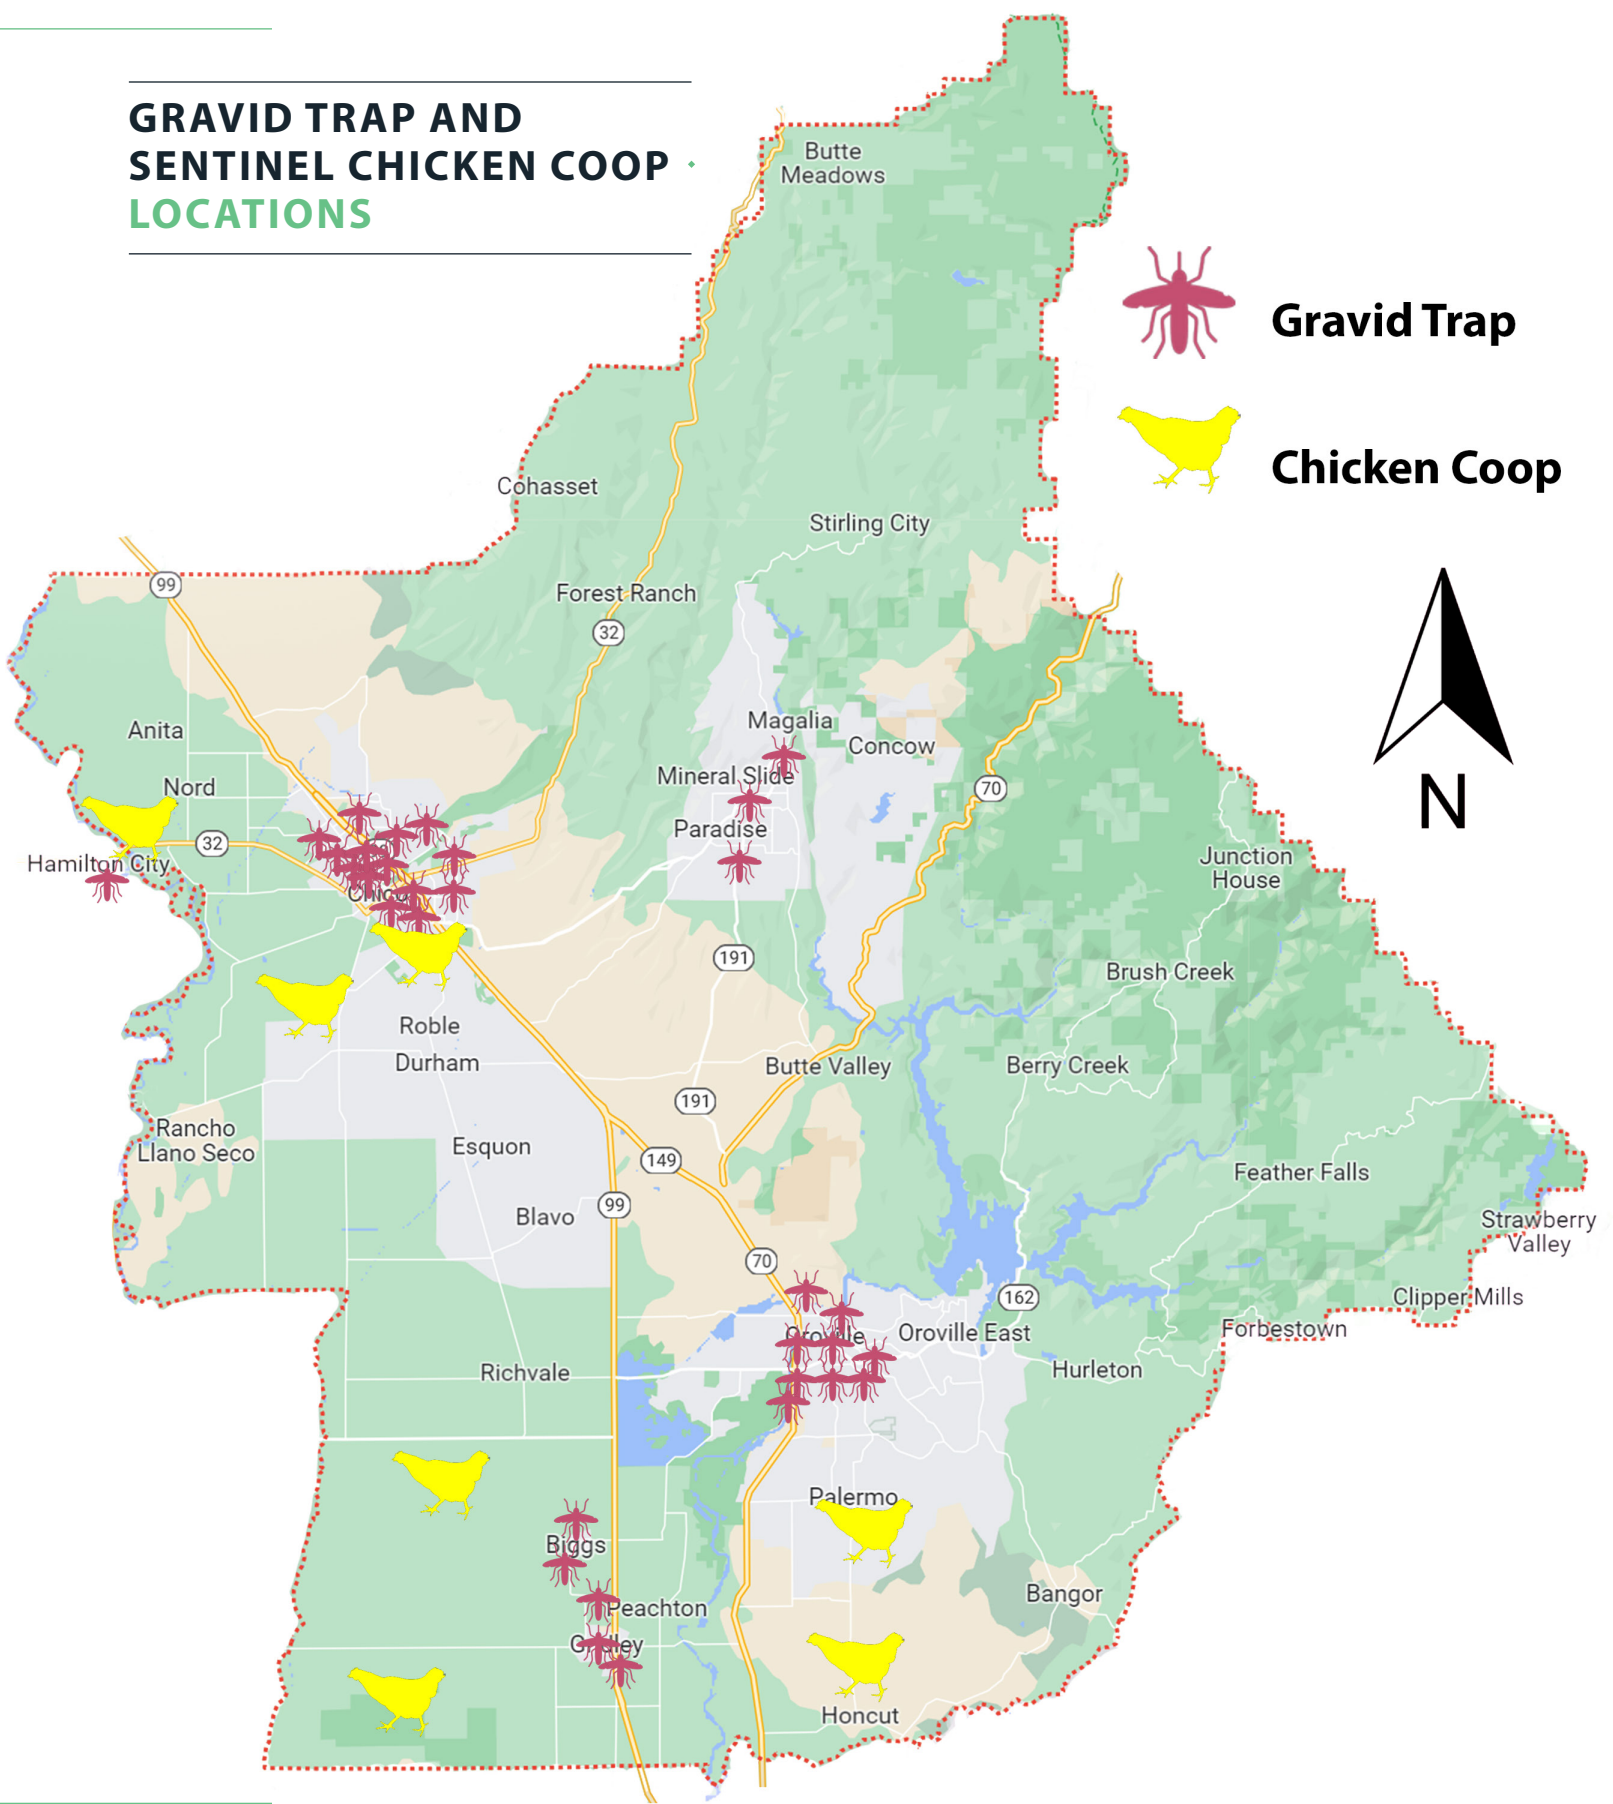 GRAVID TRAP AND
SENTINEL CHICKEN COOP
LOCATIONS
Butte
Meadows
Gravid Trap
Chicken Coop
Cohasset
Stirling City
99
Forest Ranch
32
Magalia
Anita
Concow
Mineral Slide
Nord
70
N
Paradise
32
Hamilton City
Junction
House
Chico
191
Brush Creek
Roble
Durham
Butte Valley
Berry Creek
191
Rancho
Llano Seco
Esquon
149
Feather Falls
99
Blavo
Strawberry
Valley
70
162
Clipper Mills
Oroville
Oroville East
Forbestown
Richvale
Hurleton
Palermo
Biggs
Bangor
Peachton
Gridley
Honcut